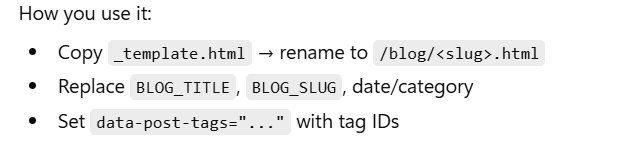 How you use it:
• Copy _template.html → rename to /blog/<slug>.html
• Replace BLOG_TITLE, BLOG_SLUG, date/category
• Set data-post-tags="..." with tag IDs